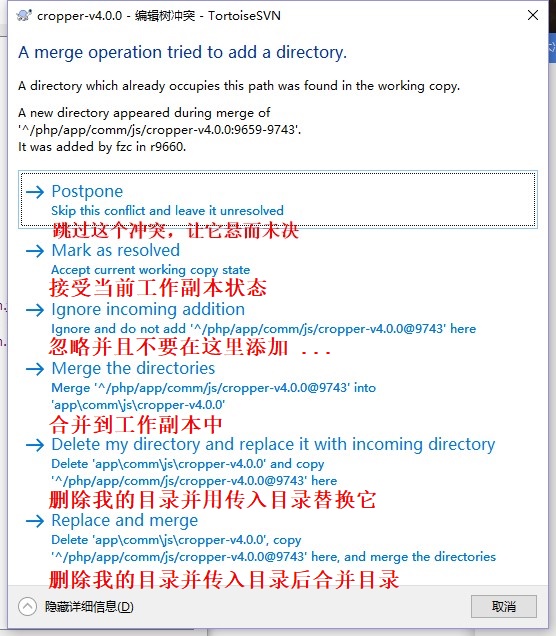 cropper-v4.0.0 - 编辑树冲突 - TortoiseSVN
A merge operation tried to add a directory.
A directory which already occupies this path was found in the working copy.
A new directory appeared during merge of
'^/php/app/comm/js/cropper-v4.0.0:9659-9743'.
It was added by fzc in r9660.
Postpone
Skip this conflict and leave it unresolved
跳过这个冲突，让它悬而未决
Mark as resolved
Accept current working copy state
接受当前工作副本状态
Ignore incoming addition
Ignore and do not add '^/php/app/comm/js/cropper-v4.0.0@9743' here
忽略并且不要在这里添加 ...
Merge the directories
Merge '^/php/app/comm/js/cropper-v4.0.0@9743' into
'app\comm\js\cropper-v4.0.0'
合并到工作副本中
Delete my directory and replace it with incoming directory
Delete 'app\comm\js\cropper-v4.0.0' and copy
'^/php/app/comm/js/cropper-v4.0.0@9743' here
删除我的目录并用传入目录替换它
Replace and merge
Delete 'app\comm\js\cropper-v4.0.0', copy
'^/php/app/comm/js/cropper-v4.0.0@9743' here, and merge the directories
删除我的目录并传入目录后合并目录
隐藏详细信息(D)
取消